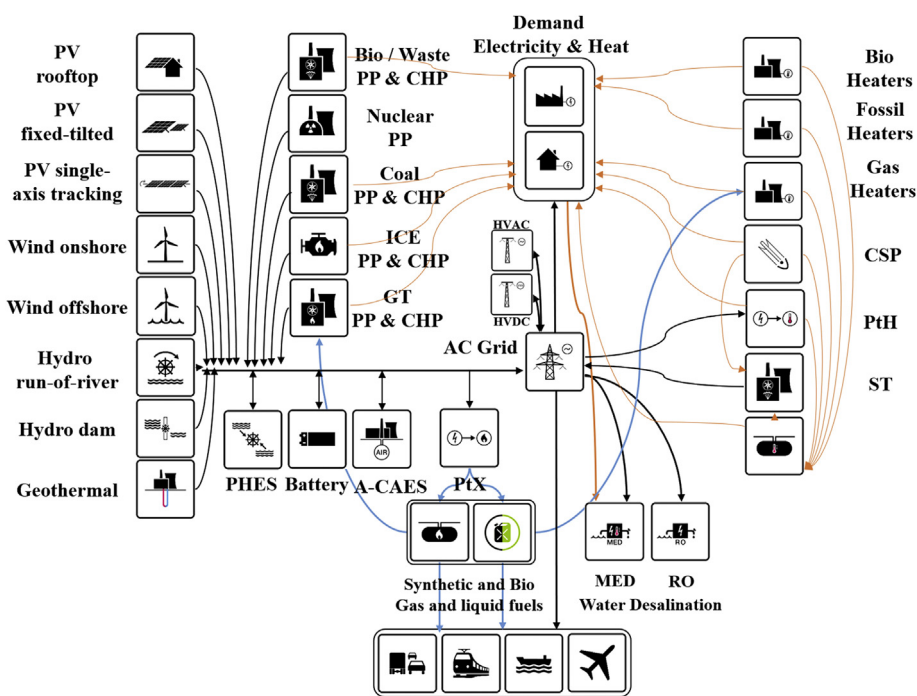 PV
rooftop
PV
fixed-tilted
PV single-
axis tracking
Wind onshore
Wind offshore
Hydro
run-of-river
Hydro dam
Geothermal
Bio / Waste
PP & CHP
Nuclear
PP
Coal
PP & CHP
ICE
PP & CHP
GT
PP & CHP
Demand
Electricity & Heat
HVAC
HVDC
AC Grid
Bio
Heaters
Fossil
Heaters
Gas
Heaters
CSP
PtH
ST
AIR
PHES
Battery
A-CAES
PtX
Synthetic and Bio
Gas and liquid fuels
MED
RO
MED
RO
Water Desalination